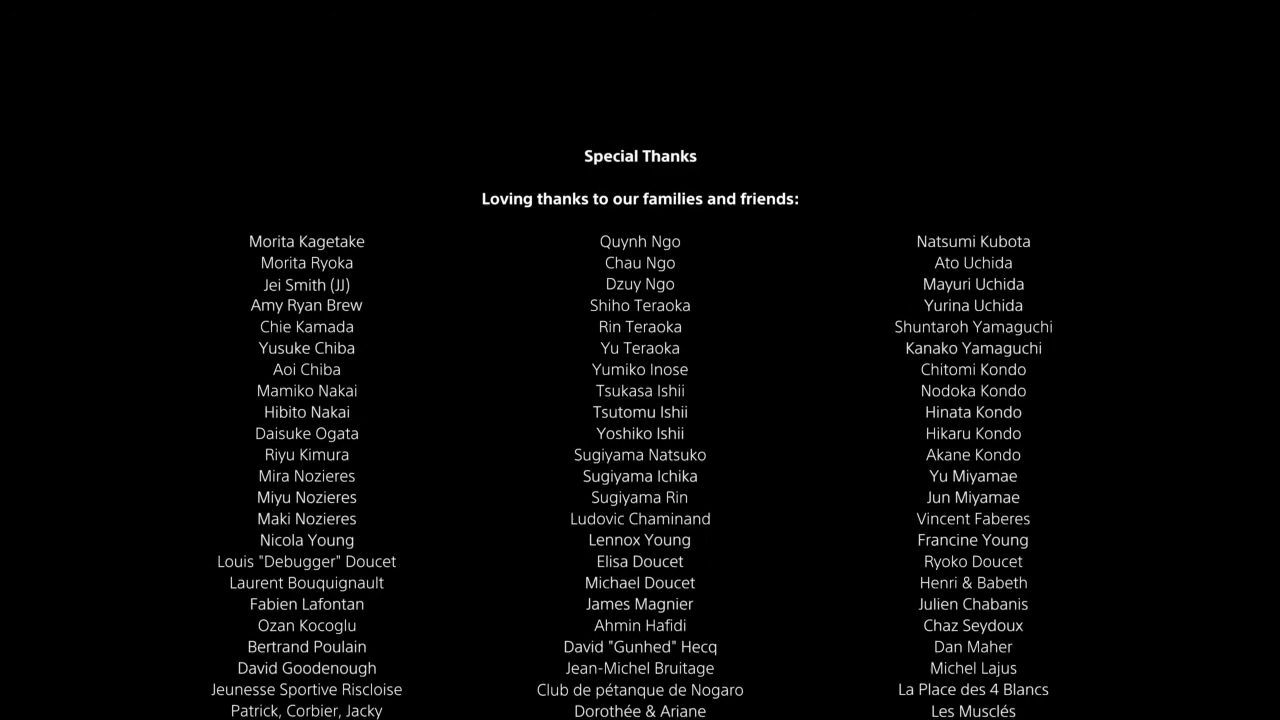 Special Thanks
Loving thanks to our families and friends:
Morita Kagetake Quynh Ngo Natsumi Kubota
Morita Ryoka Chau Ngo Ato Uchida
Jei Smith (JJ) Dzuy Ngo Mayuri Uchida
Amy Ryan Brew Shiho Teraoka Yurina Uchida
Chie Kamada Rin Teraoka Shuntaroh Yamaguchi
Yusuke Chiba Yu Teraoka Kanako Yamaguchi
Aoi Chiba Yumiko Inose Chitomi Kondo
Mamiko Nakai Tsukasa Ishii Nodoka Kondo
Hibito Nakai Tsutomu Ishii Hinata Kondo
Daisuke Ogata Yoshiko Ishii Hikaru Kondo
Riyu Kimura Sugiyama Natsuko Akane Kondo
Mira Nozieres Sugiyama Ichika Yu Miyamae
Miyu Nozieres Sugiyama Rin Jun Miyamae
Maki Nozieres Ludovic Chaminand Vincent Faberes
Nicola Young Lennox Young Francine Young
Louis "Debugger" Doucet Elisa Doucet Ryoko Doucet
Laurent Bouquignault Michael Doucet Henri & Babeth
Fabien Lafontan James Magnier Julien Chabanis
Ozan Kocoglu Ahmin Hafidi Chaz Seydoux
Bertrand Poulain David "Gunhed" Hecq Dan Maher
David Goodenough Jean-Michel Bruitage Michel Lajus
Jeunesse Sportive Riscloise Club de pétanque de Nogaro La Place des 4 Blancs
Patrick, Corbier, Jacky Dorothée & Ariane Les Musclés